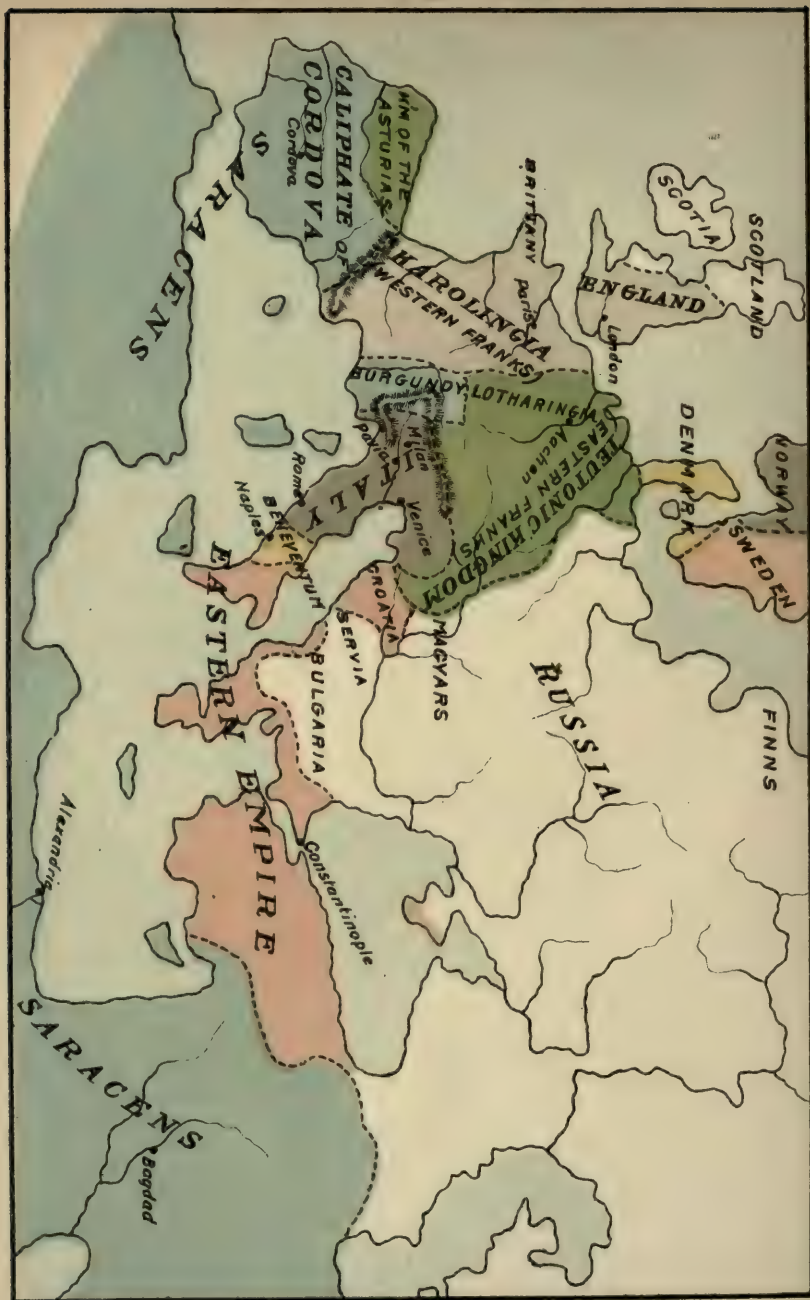 SCOTLAND
SCOTIA
ENGLAND
London
NORWAY
SWEDEN
DENMARK
FINNS
BRITTANY
Paris
KAROLINGIA
(WESTERN FRANKS)
LOTHARINGIA
Aachen
TEUTONIC KINGDOM
(EASTERN FRANKS)
RUSSIA
K'M OF THE
ASTURIAS
CALIPHATE OF
CORDOVA
Cordova
BURGUNDY
Milan
Pavia
Venice
ITALY
Rome
Naples
BENEVENTUM
CROATIA
SERVIA
MAGYARS
BULGARIA
EASTERN EMPIRE
Constantinople
SARACENS
Alexandria
SARACENS
Bagdad